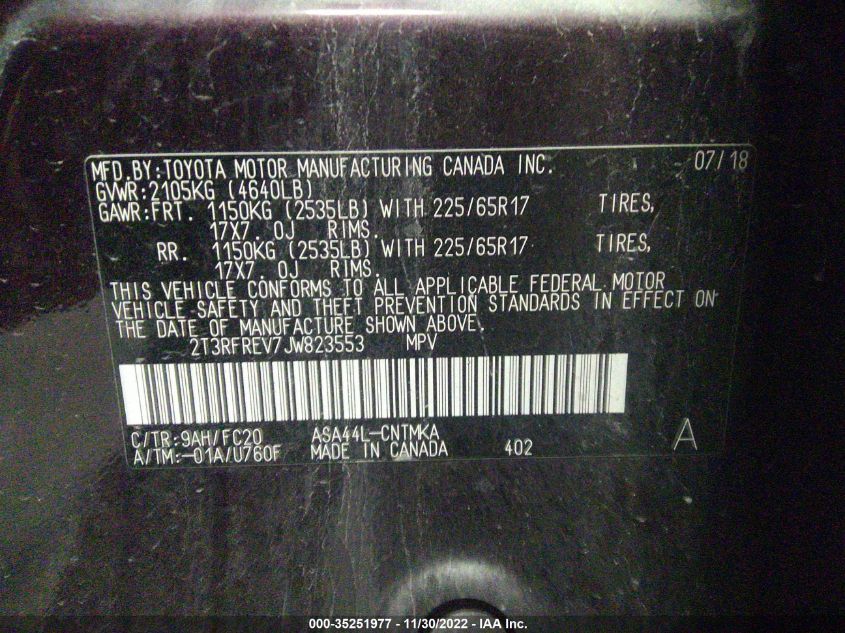 MFD.BY:TOYOTA MOTOR MANUFACTURING CANADA INC. 07/18
GVWR:2105KG (4640LB)
GAWR:FRT. 1150KG (2535LB) WITH 225/65R17 TIRES,
17X7.0J RIMS.
RR. 1150KG (2535LB) WITH 225/65R17 TIRES,
17X7.0J RIMS.
THIS VEHICLE CONFORMS TO ALL APPLICABLE FEDERAL MOTOR
VEHICLE SAFETY AND THEFT PREVENTION STANDARDS IN EFFECT ON
THE DATE OF MANUFACTURE SHOWN ABOVE.
2T3RFREV7JW823553 MPV
C/TR:9AH/FC20 ASA44L-CNTMKA
A/TM:-01A/U760F MADE IN CANADA 402 A
000-35251977 - 11/30/2022 - IAA Inc.